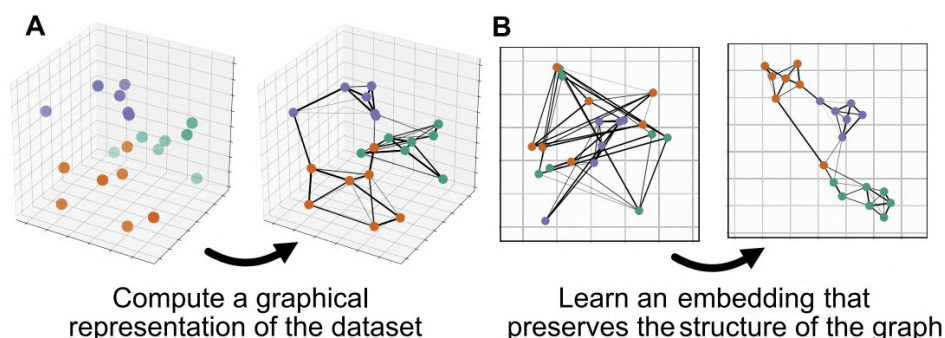 A
B
Compute a graphical
representation of the dataset
Learn an embedding that
preserves the structure of the graph